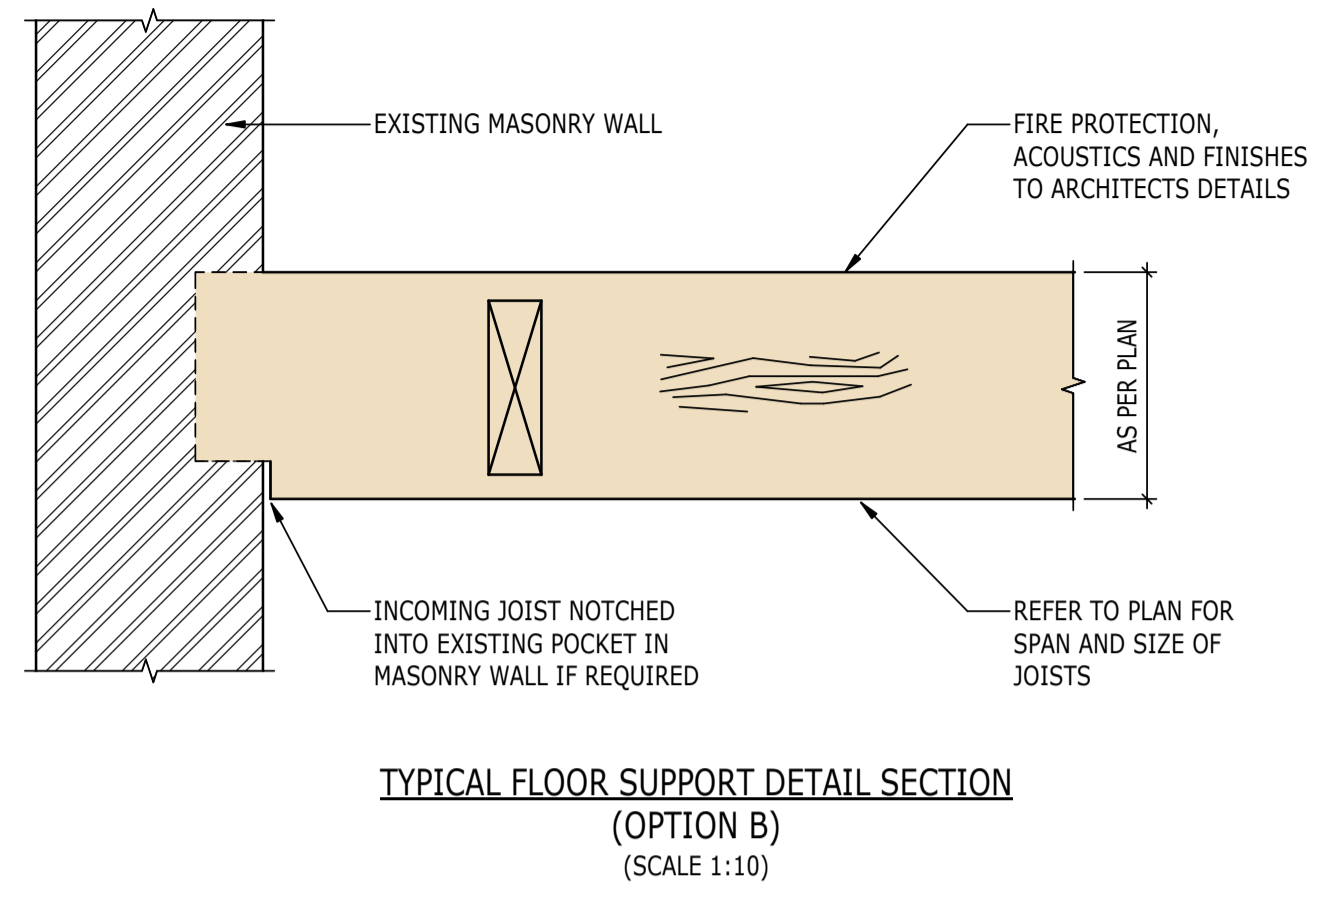 EXISTING MASONRY WALL
FIRE PROTECTION,
ACOUSTICS AND FINISHES
TO ARCHITECTS DETAILS
AS PER PLAN
INCOMING JOIST NOTCHED
INTO EXISTING POCKET IN
MASONRY WALL IF REQUIRED
REFER TO PLAN FOR
SPAN AND SIZE OF
JOISTS
TYPICAL FLOOR SUPPORT DETAIL SECTION
(OPTION B)
(SCALE 1:10)